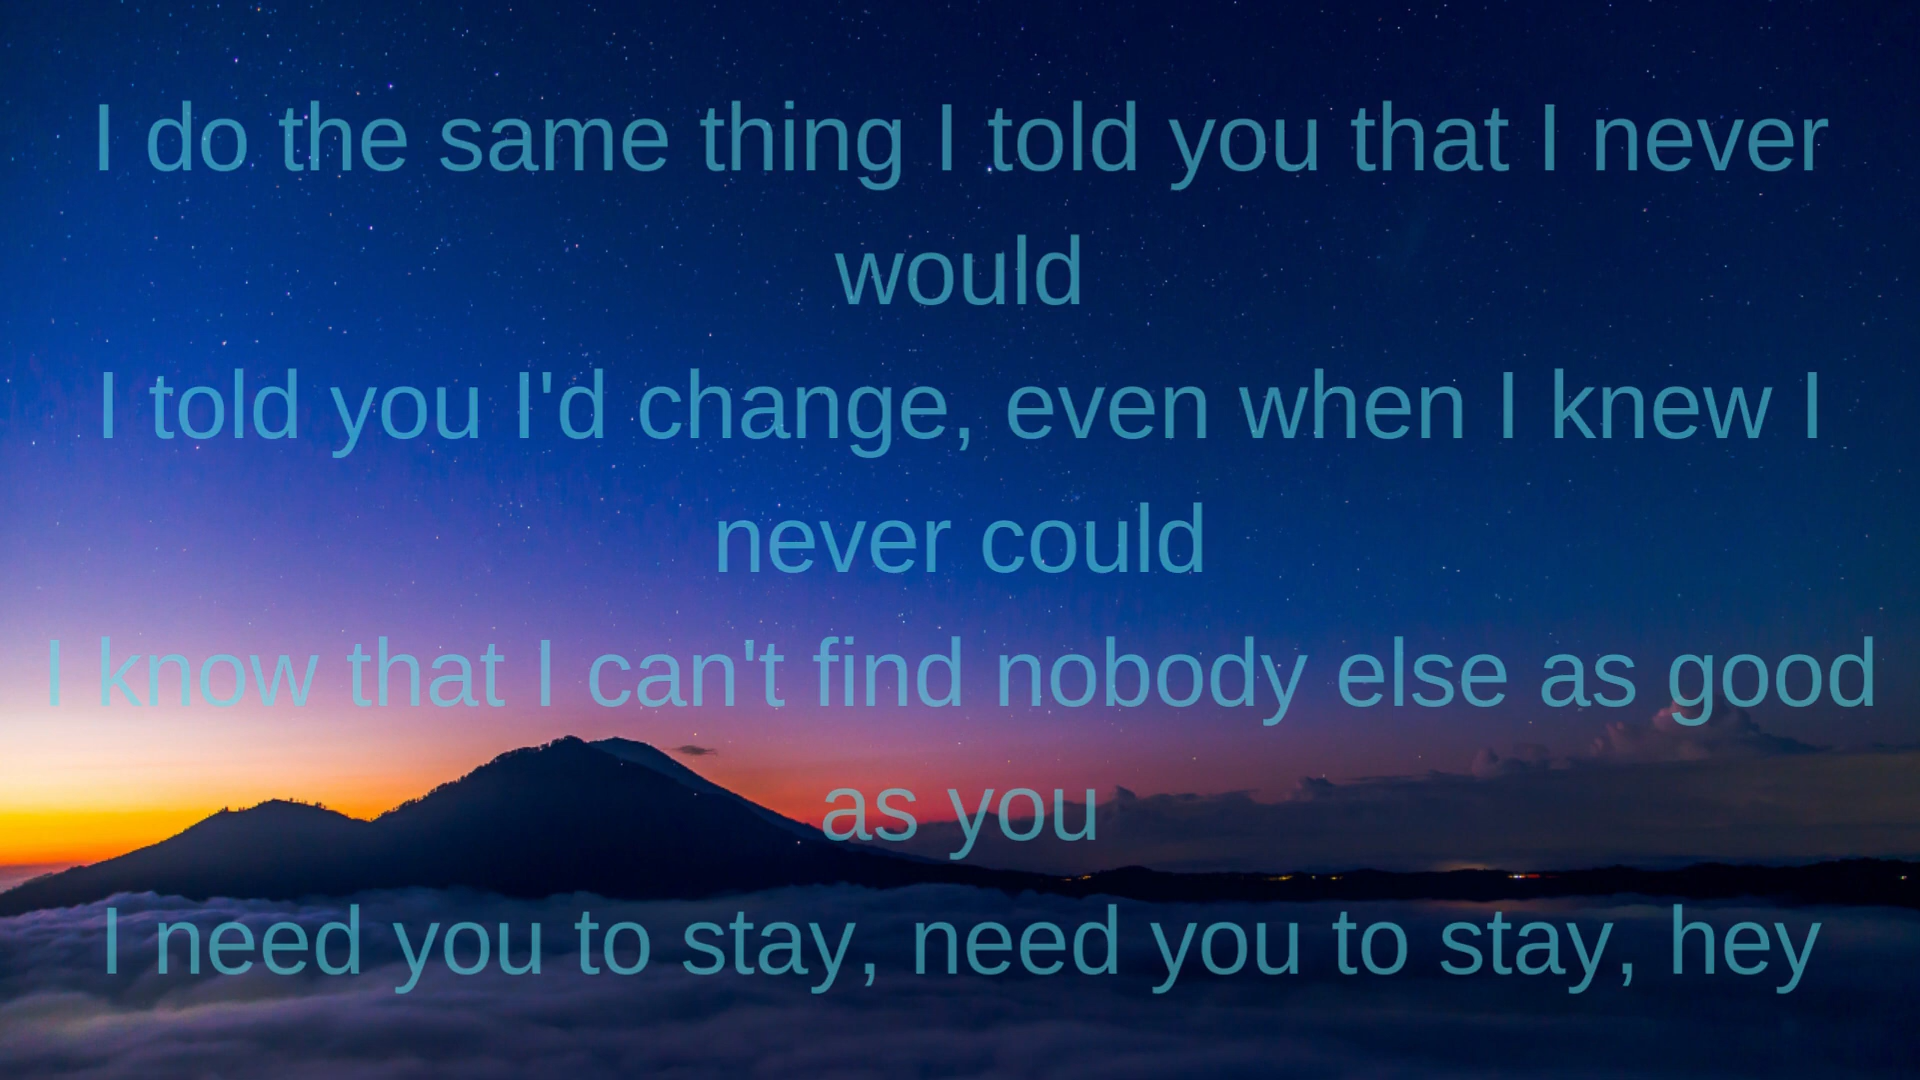 I do the same thing I told you that I never
would
I told you I'd change, even when I knew I
never could
I know that I can't find nobody else as good
as you
I need you to stay, need you to stay, hey